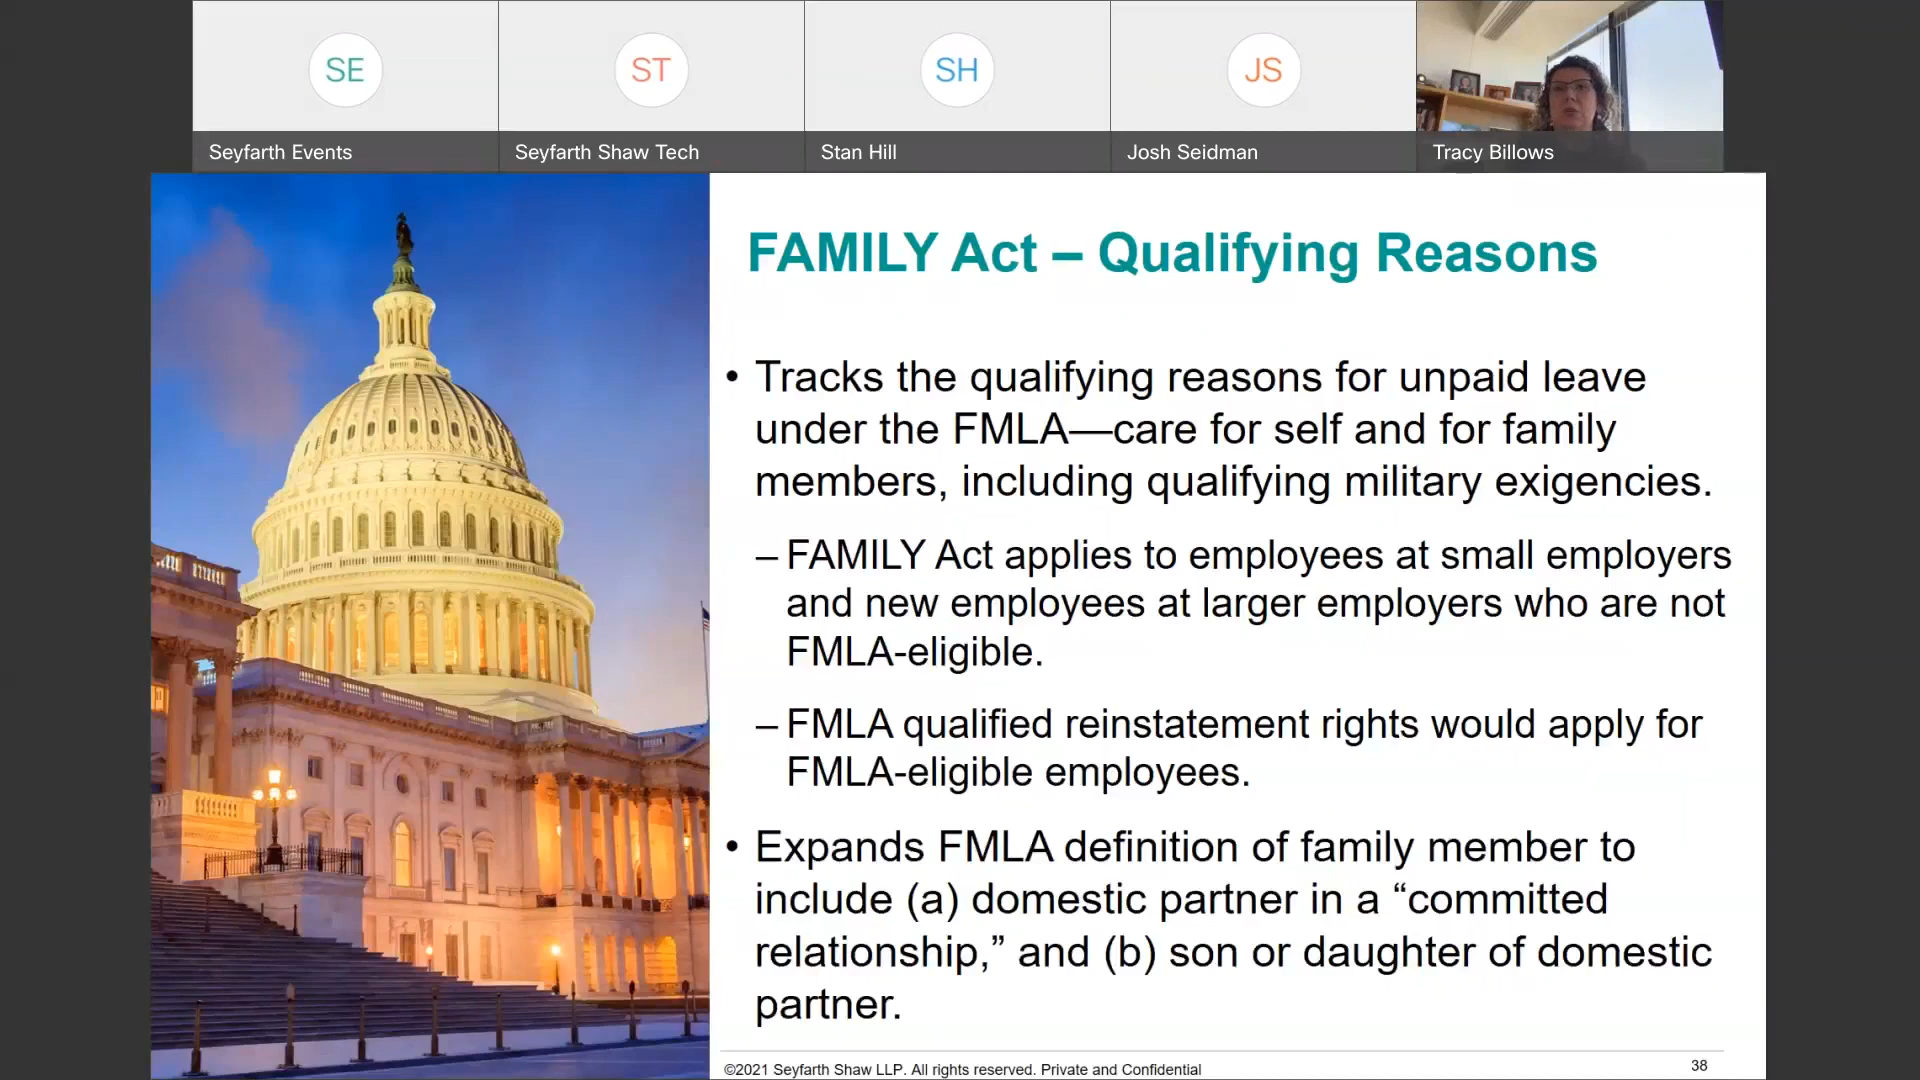 SE
ST
SH
JS
Seyfarth Events
Seyfarth Shaw Tech
Stan Hill
Josh Seidman
Tracy Billows
FAMILY Act – Qualifying Reasons
• Tracks the qualifying reasons for unpaid leave
under the FMLA—care for self and for family
members, including qualifying military exigencies.
– FAMILY Act applies to employees at small employers
and new employees at larger employers who are not
FMLA-eligible.
– FMLA qualified reinstatement rights would apply for
FMLA-eligible employees.
• Expands FMLA definition of family member to
include (a) domestic partner in a “committed
relationship,” and (b) son or daughter of domestic
partner.
©2021 Seyfarth Shaw LLP. All rights reserved. Private and Confidential
38